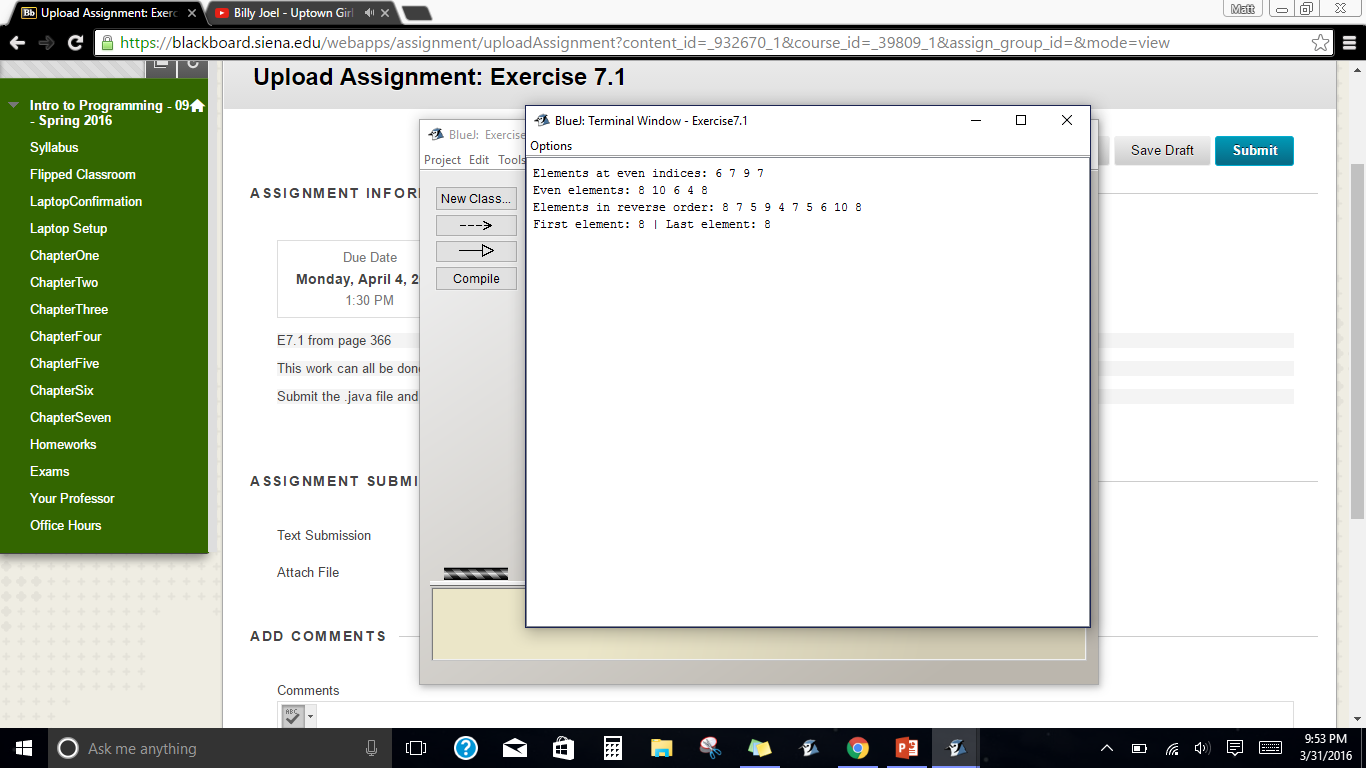 Bb Upload Assignment: Exerc
Billy Joel - Uptown Girl
Matt
https://blackboard.siena.edu/webapps/assignment/uploadAssignment?content_id=_932670_1&course_id=_39809_1&assign_group_id=&mode=view
Intro to Programming - 09
- Spring 2016
Syllabus
Flipped Classroom
LaptopConfirmation
Laptop Setup
ChapterOne
ChapterTwo
ChapterThree
ChapterFour
ChapterFive
ChapterSix
ChapterSeven
Homeworks
Exams
Your Professor
Office Hours
Upload Assignment: Exercise 7.1
Save Draft
Submit
ASSIGNMENT INFOR
Due Date
Monday, April 4, 2
1:30 PM
E7.1 from page 366
This work can all be done
Submit the .java file and
ASSIGNMENT SUBMI
Text Submission
Attach File
ADD COMMENTS
Comments
ABC
BlueJ: Exercise
Project Edit Tools
New Class...
Compile
BlueJ: Terminal Window - Exercise7.1
Options
Elements at even indices: 6 7 9 7
Even elements: 8 10 6 4 8
Elements in reverse order: 8 7 5 9 4 7 5 6 10 8
First element: 8 | Last element: 8
Ask me anything
9:53 PM
3/31/2016